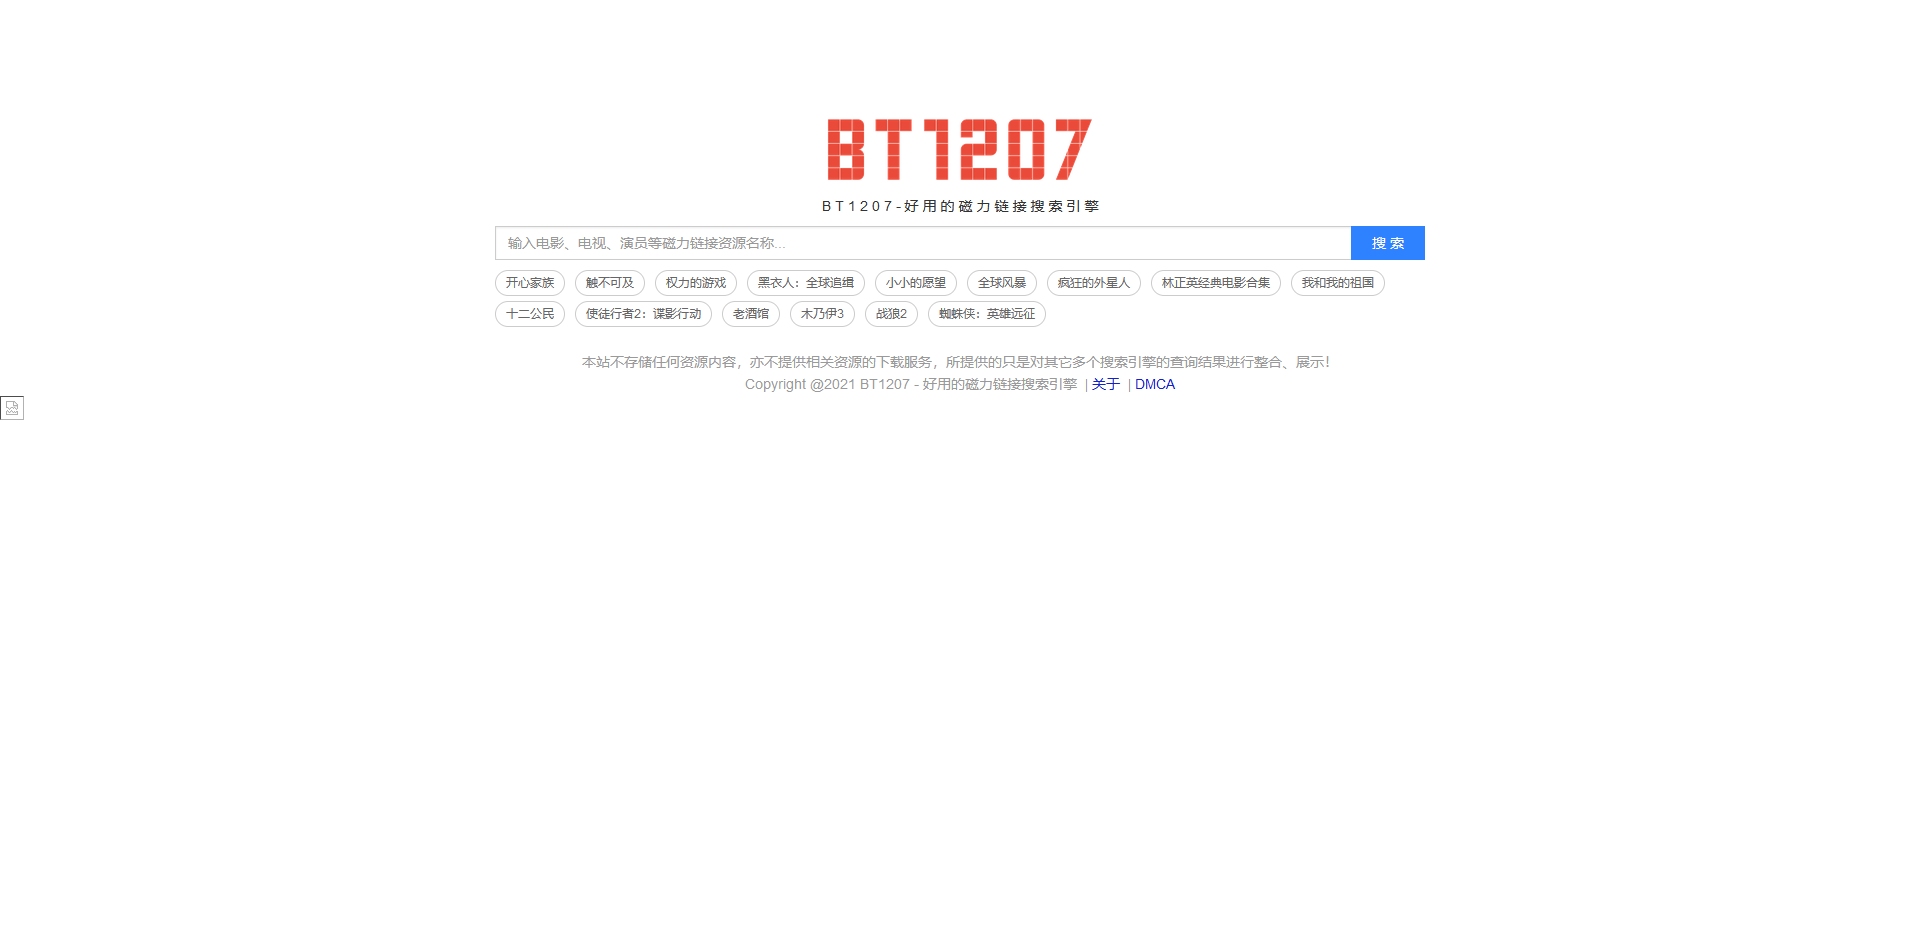 BT1207
BT1207-好用的磁力链接搜索引擎
输入电影、电视、演员等磁力链接资源名称...
搜 索
开心家族 触不可及 权力的游戏 黑衣人：全球追缉 小小的愿望 全球风暴 疯狂的外星人 林正英经典电影合集 我和我的祖国
十二公民 使徒行者2：谍影行动 老酒馆 木乃伊3 战狼2 蜘蛛侠：英雄远征
本站不存储任何资源内容，亦不提供相关资源的下载服务，所提供的只是对其它多个搜索引擎的查询结果进行整合、展示！
Copyright @2021 BT1207 - 好用的磁力链接搜索引擎 | 关于 | DMCA